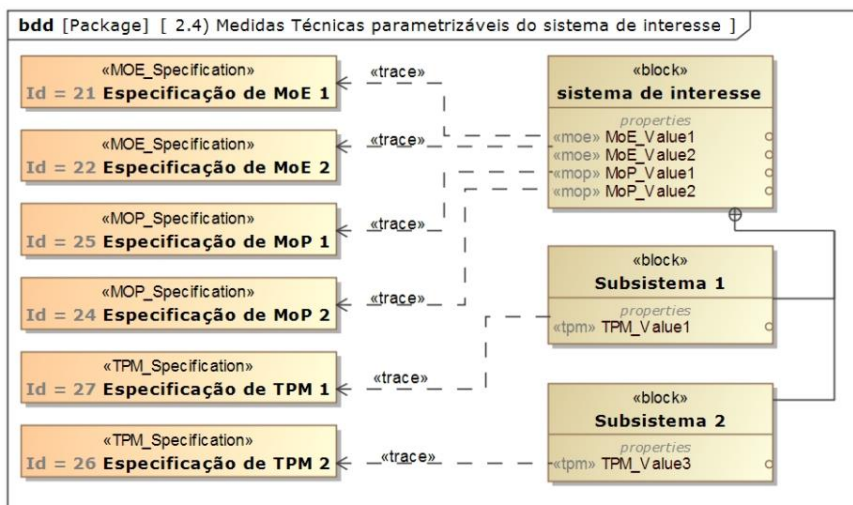 bdd [Package] [ 2.4) Medidas Técnicas parametrizáveis do sistema de interesse ]
«MOE_Specification»
Id = 21 Especificação de MoE 1
«MOE_Specification»
Id = 22 Especificação de MoE 2
«MOP_Specification»
Id = 25 Especificação de MoP 1
«MOP_Specification»
Id = 24 Especificação de MoP 2
«TPM_Specification»
Id = 27 Especificação de TPM 1
«TPM_Specification»
Id = 26 Especificação de TPM 2
«trace»
«trace»
«trace»
«trace»
«trace»
«trace»
«block»
sistema de interesse
properties
«moe» MoE_Value1
«moe» MoE_Value2
«mop» MoP_Value1
«mop» MoP_Value2
«block»
Subsistema 1
properties
«tpm» TPM_Value1
«block»
Subsistema 2
properties
«tpm» TPM_Value3